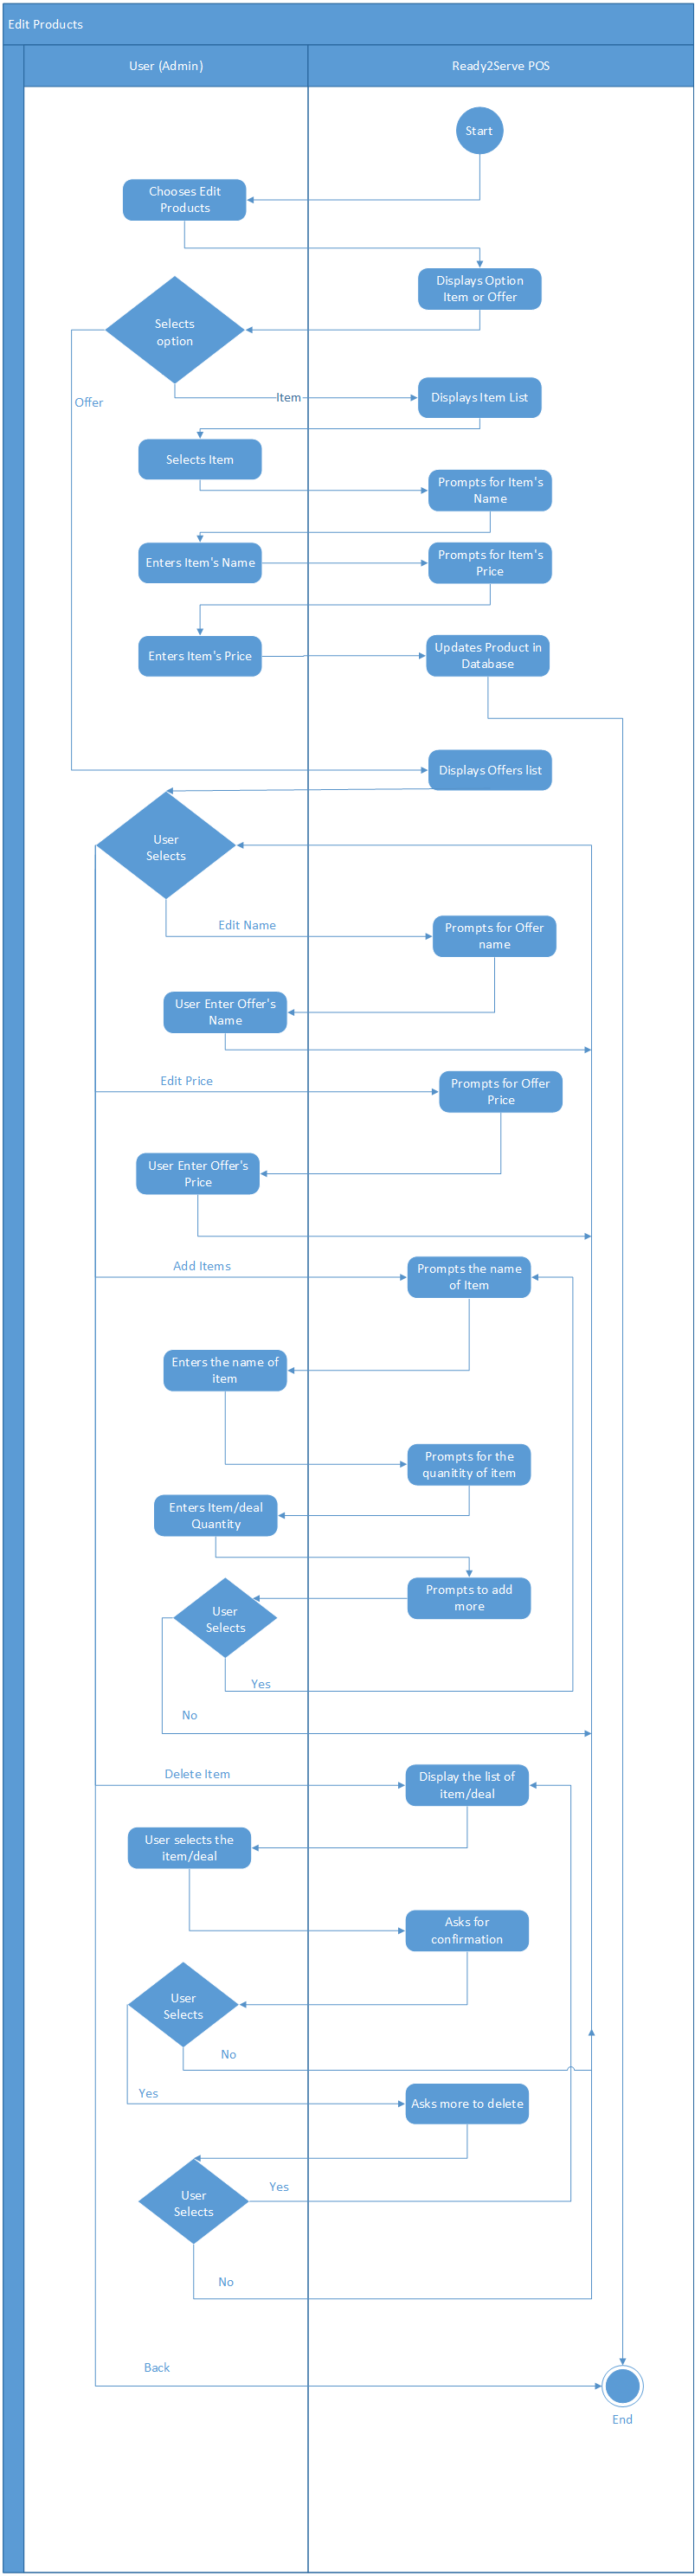 Edit Products
User (Admin)
Ready2Serve POS
Start
Chooses Edit
Products
Displays Option
Item or Offer
Selects
option
Offer
Item
Displays Item List
Selects Item
Prompts for Item's
Name
Enters Item's Name
Prompts for Item's
Price
Enters Item's Price
Updates Product in
Database
Displays Offers list
User
Selects
Edit Name
Prompts for Offer
name
User Enter Offer's
Name
Edit Price
Prompts for Offer
Price
User Enter Offer's
Price
Add Items
Prompts the name
of Item
Enters the name of
item
Prompts for the
quanitity of item
Enters Item/deal
Quantity
Prompts to add
more
User
Selects
Yes
No
Delete Item
Display the list of
item/deal
User selects the
item/deal
Asks for
confirmation
User
Selects
No
Yes
Asks more to delete
User
Selects
Yes
No
Back
End